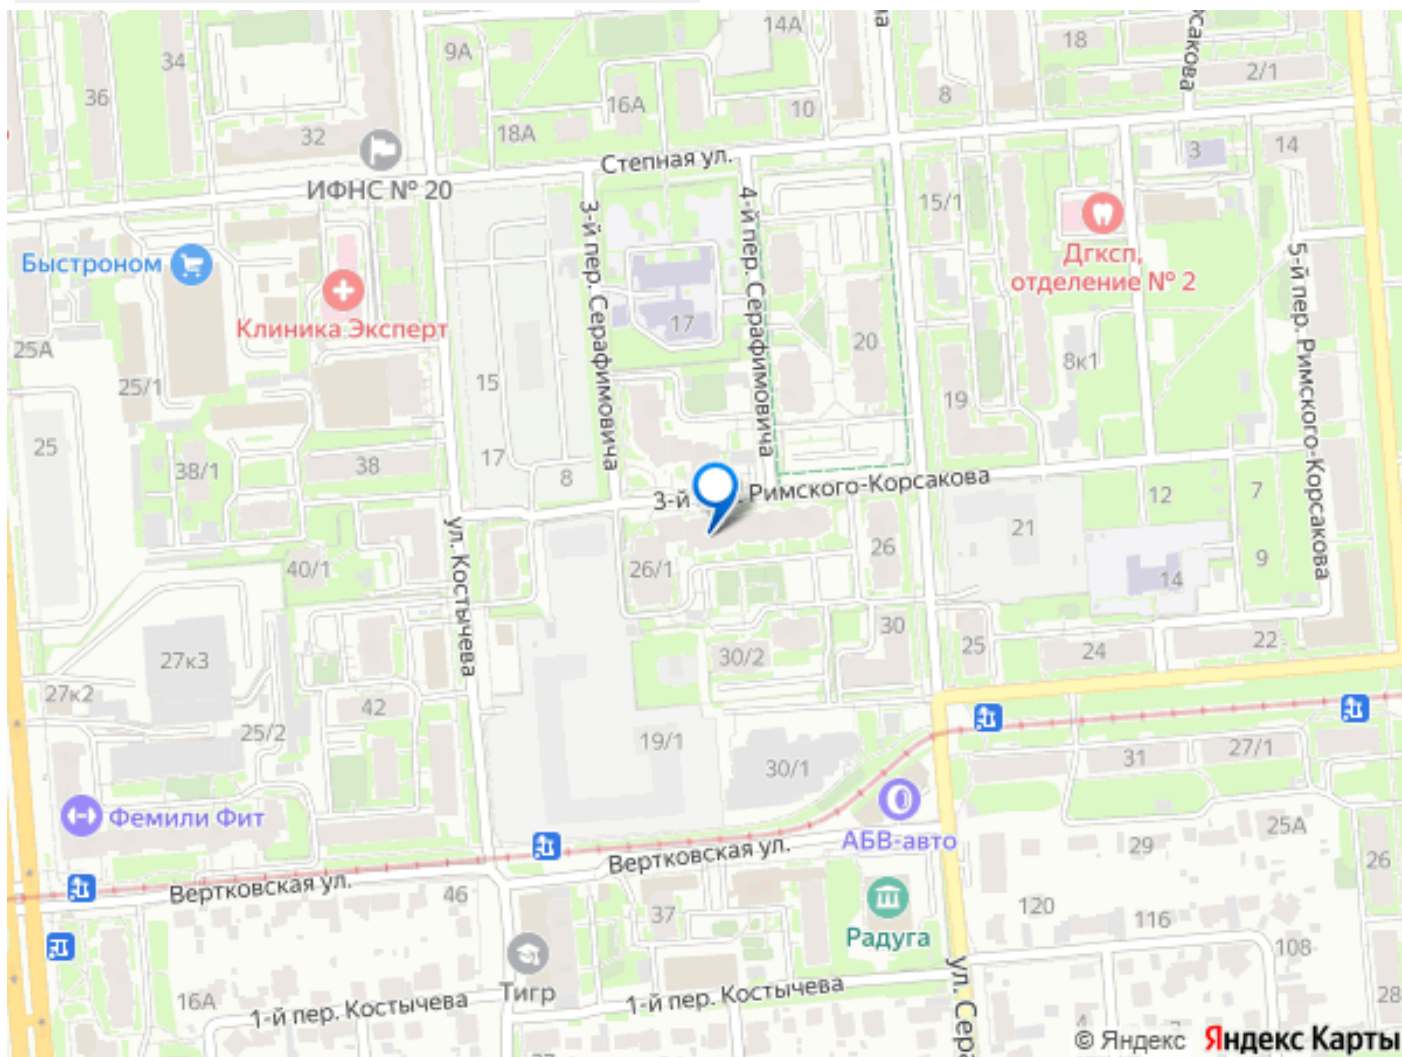 14А
9А
18
34
2/1
36
8
16А
10
18А
32
Степная ул.
14
3
ИФНС № 20
15/1
3-й пер. Серафимовича
4-й пер. Серафимовича
Дгксп,
отделение № 2
5-й пер. Римского-Корсакова
Быстроном
Клиника Эксперт
17
20
25А
8к1
25/1
15
19
25
38/1
38
17
8
3-й
Римского-Корсакова
12
7
21
26
9
ул. Костычева
40/1
26/1
14
30
25
24
22
27к3
30/2
27к2
42
25/2
19/1
30/1
31
27/1
Фемили Фит
АБВ-авто
25А
Вертковская ул.
29
26
Вертковская ул.
46
37
120
116
Радуга
108
Тигр
16А
1-й пер. Костычева
1-й пер. Костычева
28
ул. Сера
© Яндекс Яндекс Карты